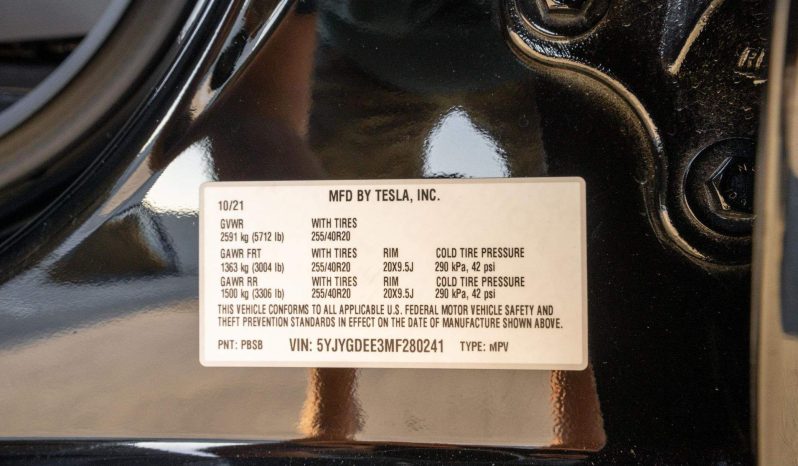 MFD BY TESLA, INC.
10/21
GVWR WITH TIRES
2591 kg (5712 lb) 255/40R20
GAWR FRT WITH TIRES RIM COLD TIRE PRESSURE
1363 kg (3004 lb) 255/40R20 20X9.5J 290 kPa, 42 psi
GAWR RR WITH TIRES RIM COLD TIRE PRESSURE
1500 kg (3306 lb) 255/40R20 20X9.5J 290 kPa, 42 psi
THIS VEHICLE CONFORMS TO ALL APPLICABLE U.S. FEDERAL MOTOR VEHICLE SAFETY AND
THEFT PREVENTION STANDARDS IN EFFECT ON THE DATE OF MANUFACTURE SHOWN ABOVE.
PNT: PBSB VIN: 5YJYGDEE3MF280241 TYPE: MPV